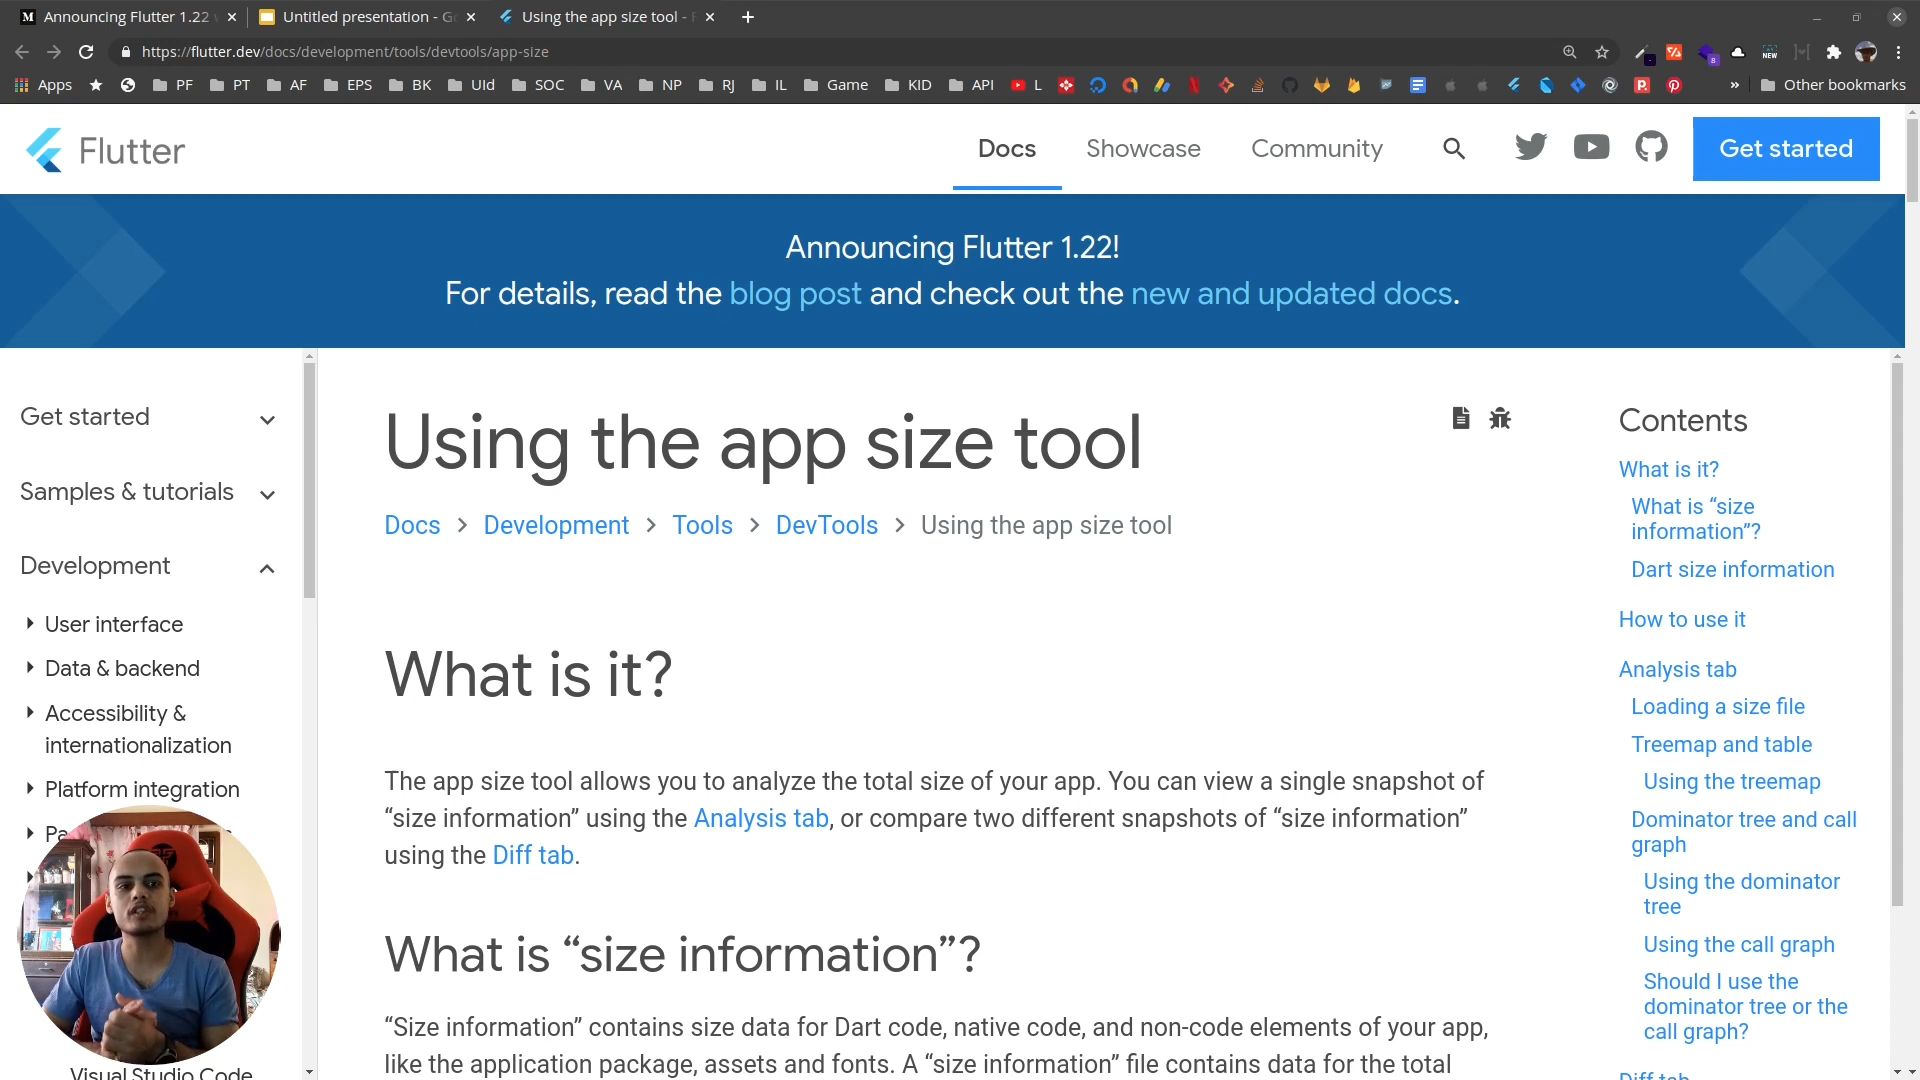 Announcing Flutter 1.22
Untitled presentation - G
Using the app size tool -
https://flutter.dev/docs/development/tools/devtools/app-size
Apps PF PT AF EPS BK UId SOC VA NP RJ IL Game KID API L » Other bookmarks
NEW
8
Flutter
Docs
Showcase
Community
Get started
Announcing Flutter 1.22!
For details, read the blog post and check out the new and updated docs.
Get started
Samples & tutorials
Development
User interface
Data & backend
Accessibility &
internationalization
Platform integration
Pa
Visual Studio Code
Using the app size tool
Docs > Development > Tools > DevTools > Using the app size tool
What is it?
The app size tool allows you to analyze the total size of your app. You can view a single snapshot of
“size information” using the Analysis tab, or compare two different snapshots of “size information”
using the Diff tab.
What is “size information”?
“Size information” contains size data for Dart code, native code, and non-code elements of your app,
like the application package, assets and fonts. A “size information” file contains data for the total
Contents
What is it?
What is “size
information”?
Dart size information
How to use it
Analysis tab
Loading a size file
Treemap and table
Using the treemap
Dominator tree and call
graph
Using the dominator
tree
Using the call graph
Should I use the
dominator tree or the
call graph?
Diff tab